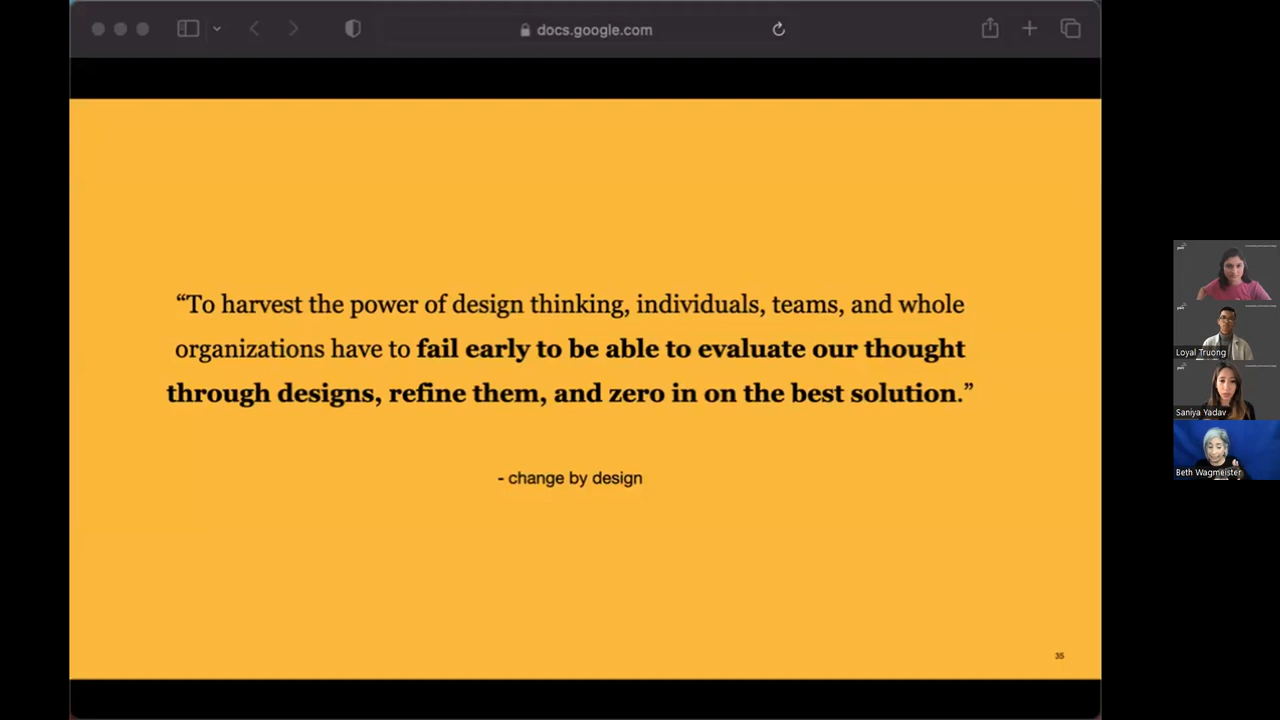 docs.google.com
“To harvest the power of design thinking, individuals, teams, and whole
organizations have to fail early to be able to evaluate our thought
through designs, refine them, and zero in on the best solution.”
- change by design
35
Loyal Truong
Saniya Yadav
Beth Wagmeister